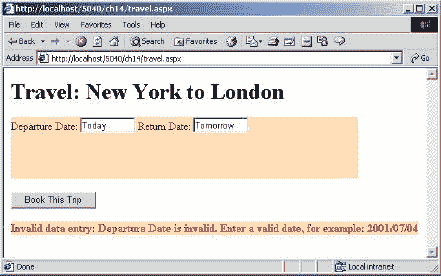 http://localhost/5040/ch14/travel.aspx
File Edit View Favorites Tools Help
Back Search Favorites
Address http://localhost/5040/ch14/travel.aspx Go
Travel: New York to London
Departure Date: Today Return Date: Tomorrow
Book This Trip
Invalid data entry: Departure Date is invalid. Enter a valid date, for example: 2001/07/04
Done Local intranet